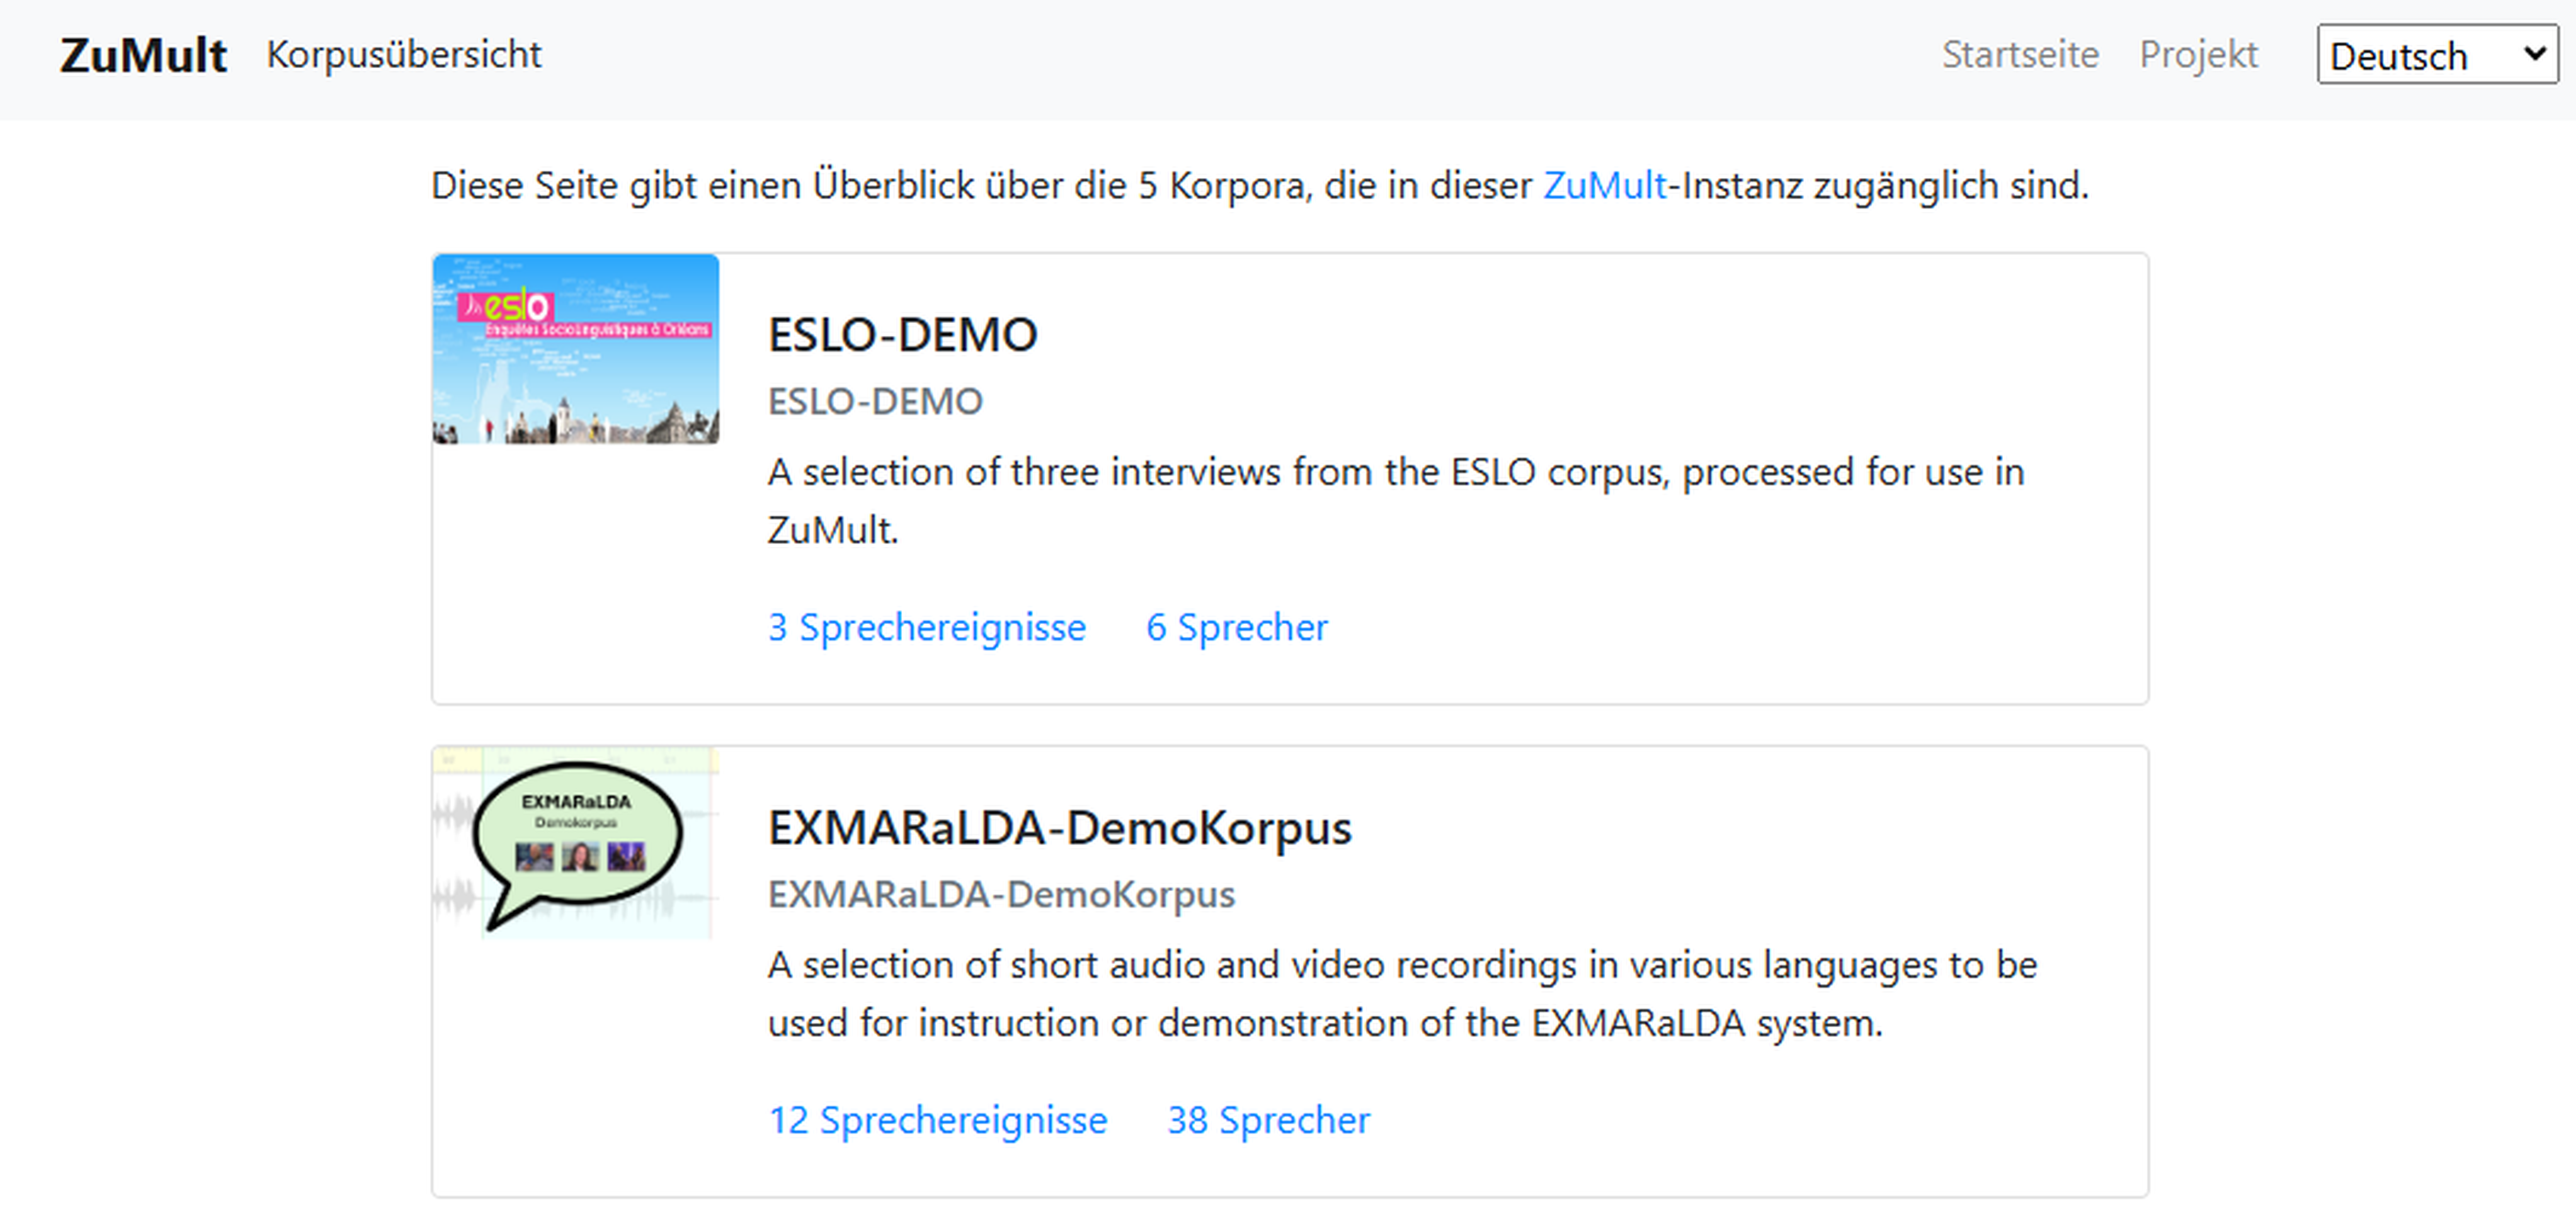 ZuMult Korpusübersicht Startseite Projekt Deutsch
Diese Seite gibt einen Überblick über die 5 Korpora, die in dieser ZuMult-Instanz zugänglich sind.
eslo
Enquêtes SocioLinguistiques à Orléans
ESLO-DEMO
ESLO-DEMO
A selection of three interviews from the ESLO corpus, processed for use in
ZuMult.
3 Sprechereignisse 6 Sprecher
EXMARaLDA
Demokorpus
EXMARaLDA-DemoKorpus
EXMARaLDA-DemoKorpus
A selection of short audio and video recordings in various languages to be
used for instruction or demonstration of the EXMARaLDA system.
12 Sprechereignisse 38 Sprecher